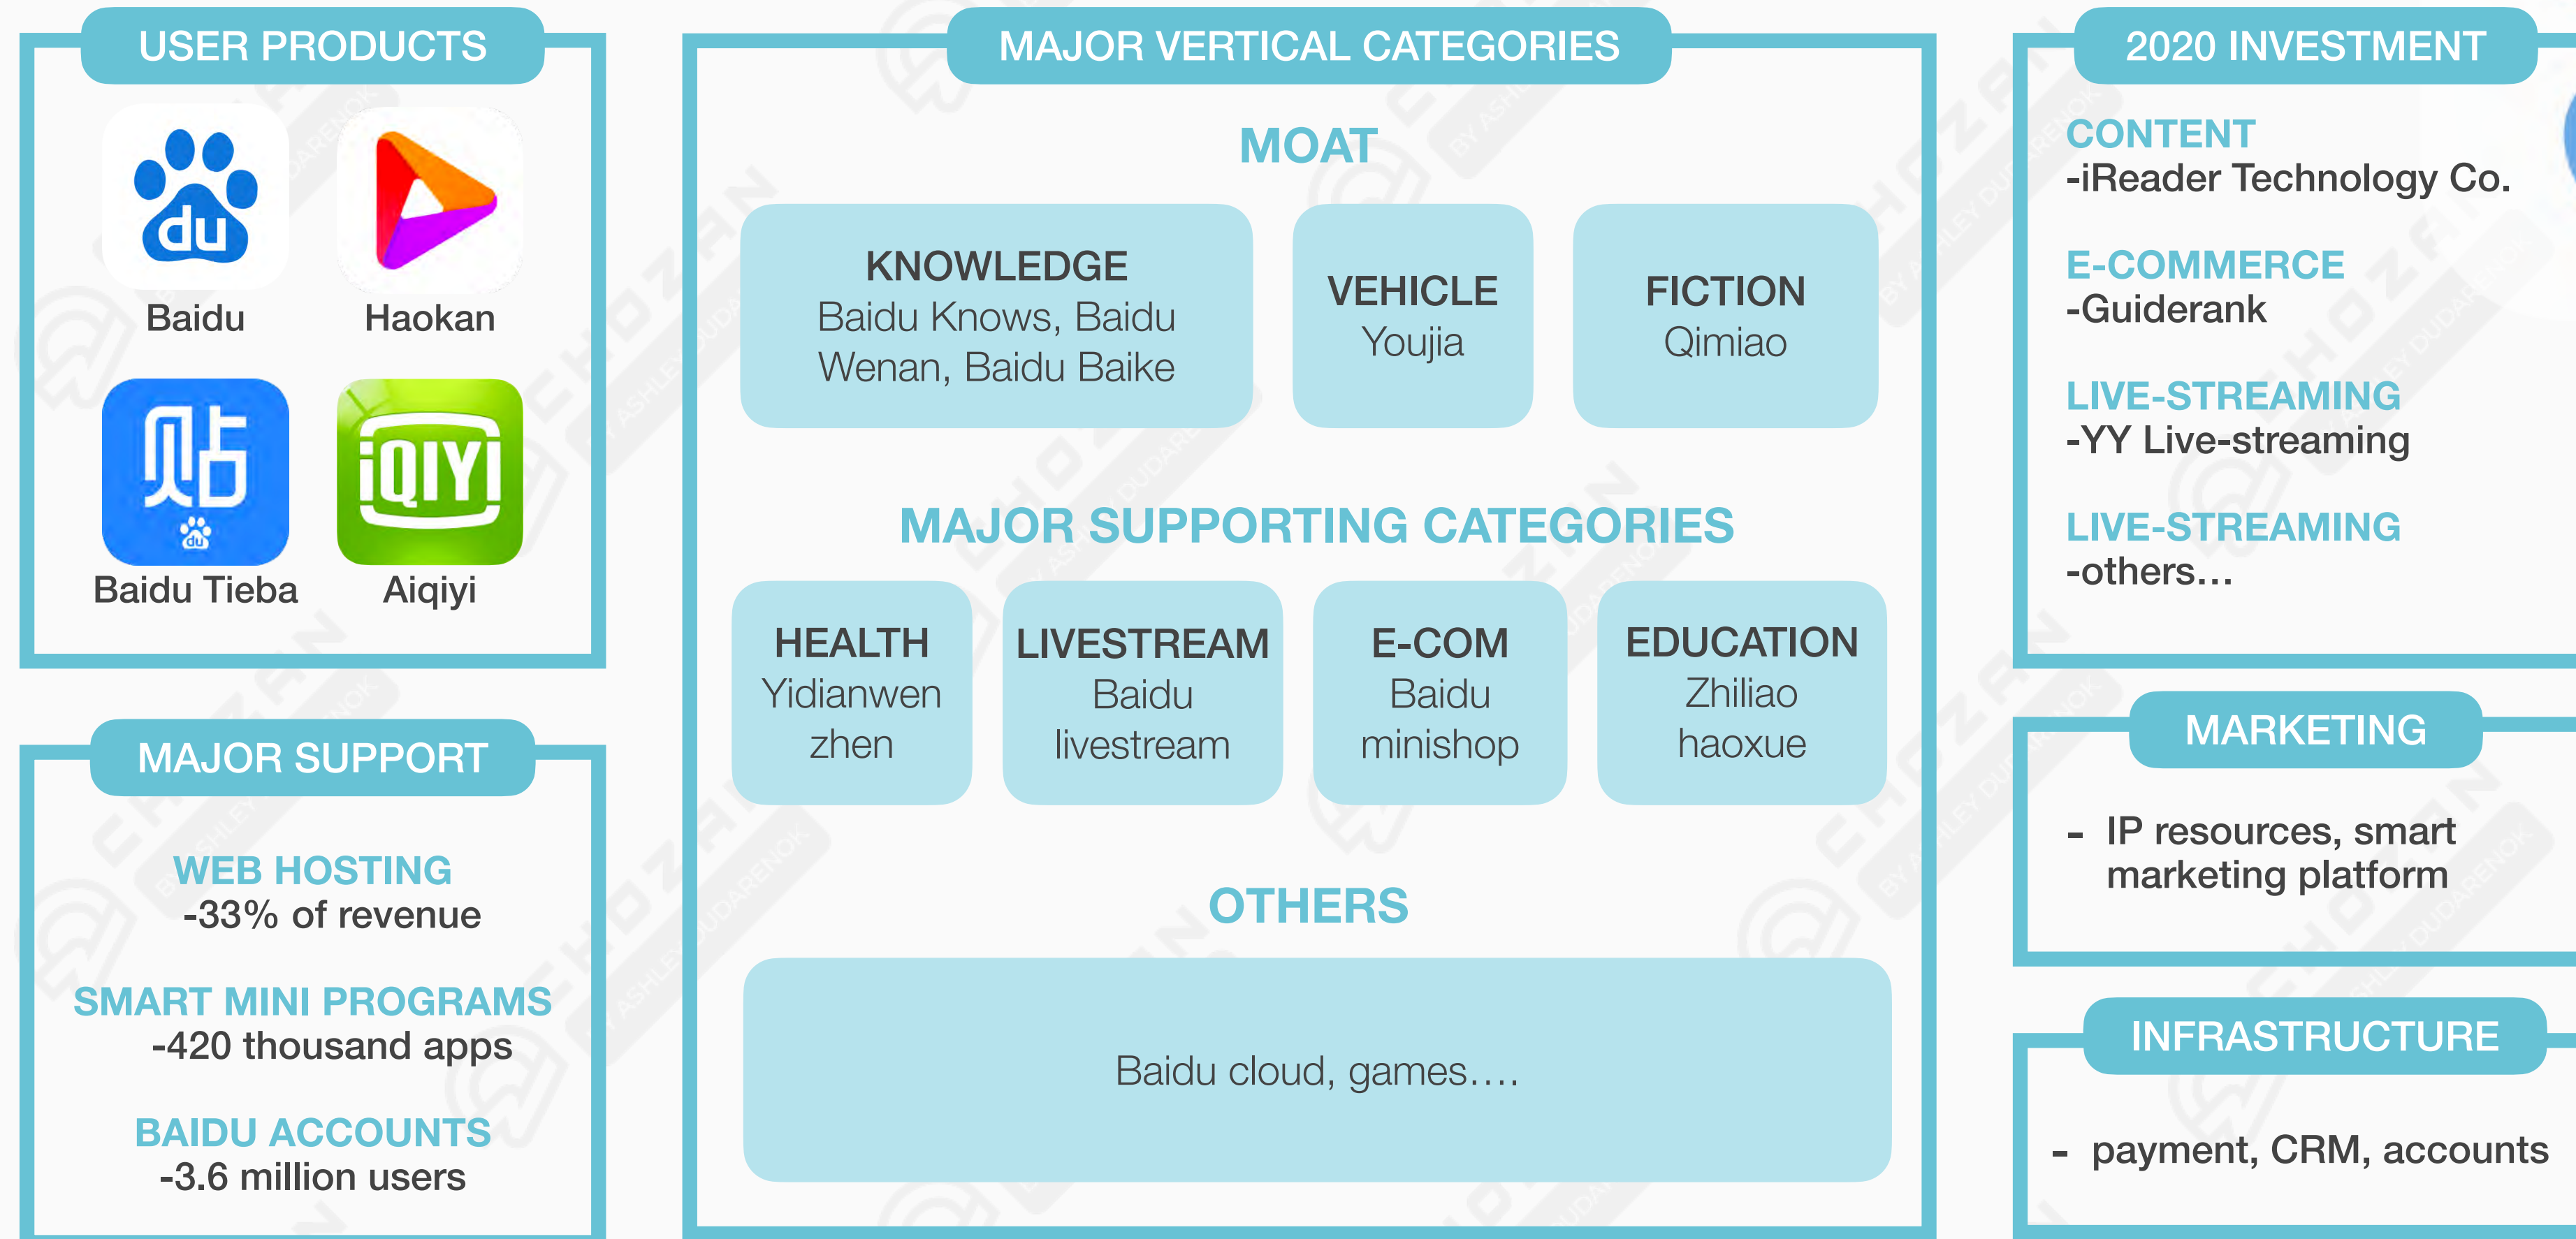 USER PRODUCTS
du
Baidu
Haokan
贴
du
iQIYI
Baidu Tieba
Aiqiyi
MAJOR SUPPORT
WEB HOSTING
-33% of revenue
SMART MINI PROGRAMS
-420 thousand apps
BAIDU ACCOUNTS
-3.6 million users
MAJOR VERTICAL CATEGORIES
MOAT
KNOWLEDGE
Baidu Knows, Baidu
Wenan, Baidu Baike
VEHICLE
Youjia
FICTION
Qimiao
MAJOR SUPPORTING CATEGORIES
HEALTH
Yidianwen
zhen
LIVESTREAM
Baidu
livestream
E-COM
Baidu
minishop
EDUCATION
Zhiliao
haoxue
OTHERS
Baidu cloud, games....
2020 INVESTMENT
CONTENT
-iReader Technology Co.
E-COMMERCE
-Guiderank
LIVE-STREAMING
-YY Live-streaming
LIVE-STREAMING
-others...
MARKETING
- IP resources, smart
marketing platform
INFRASTRUCTURE
- payment, CRM, accounts
CHOZAN
BY ASHLEY DUDARENOK